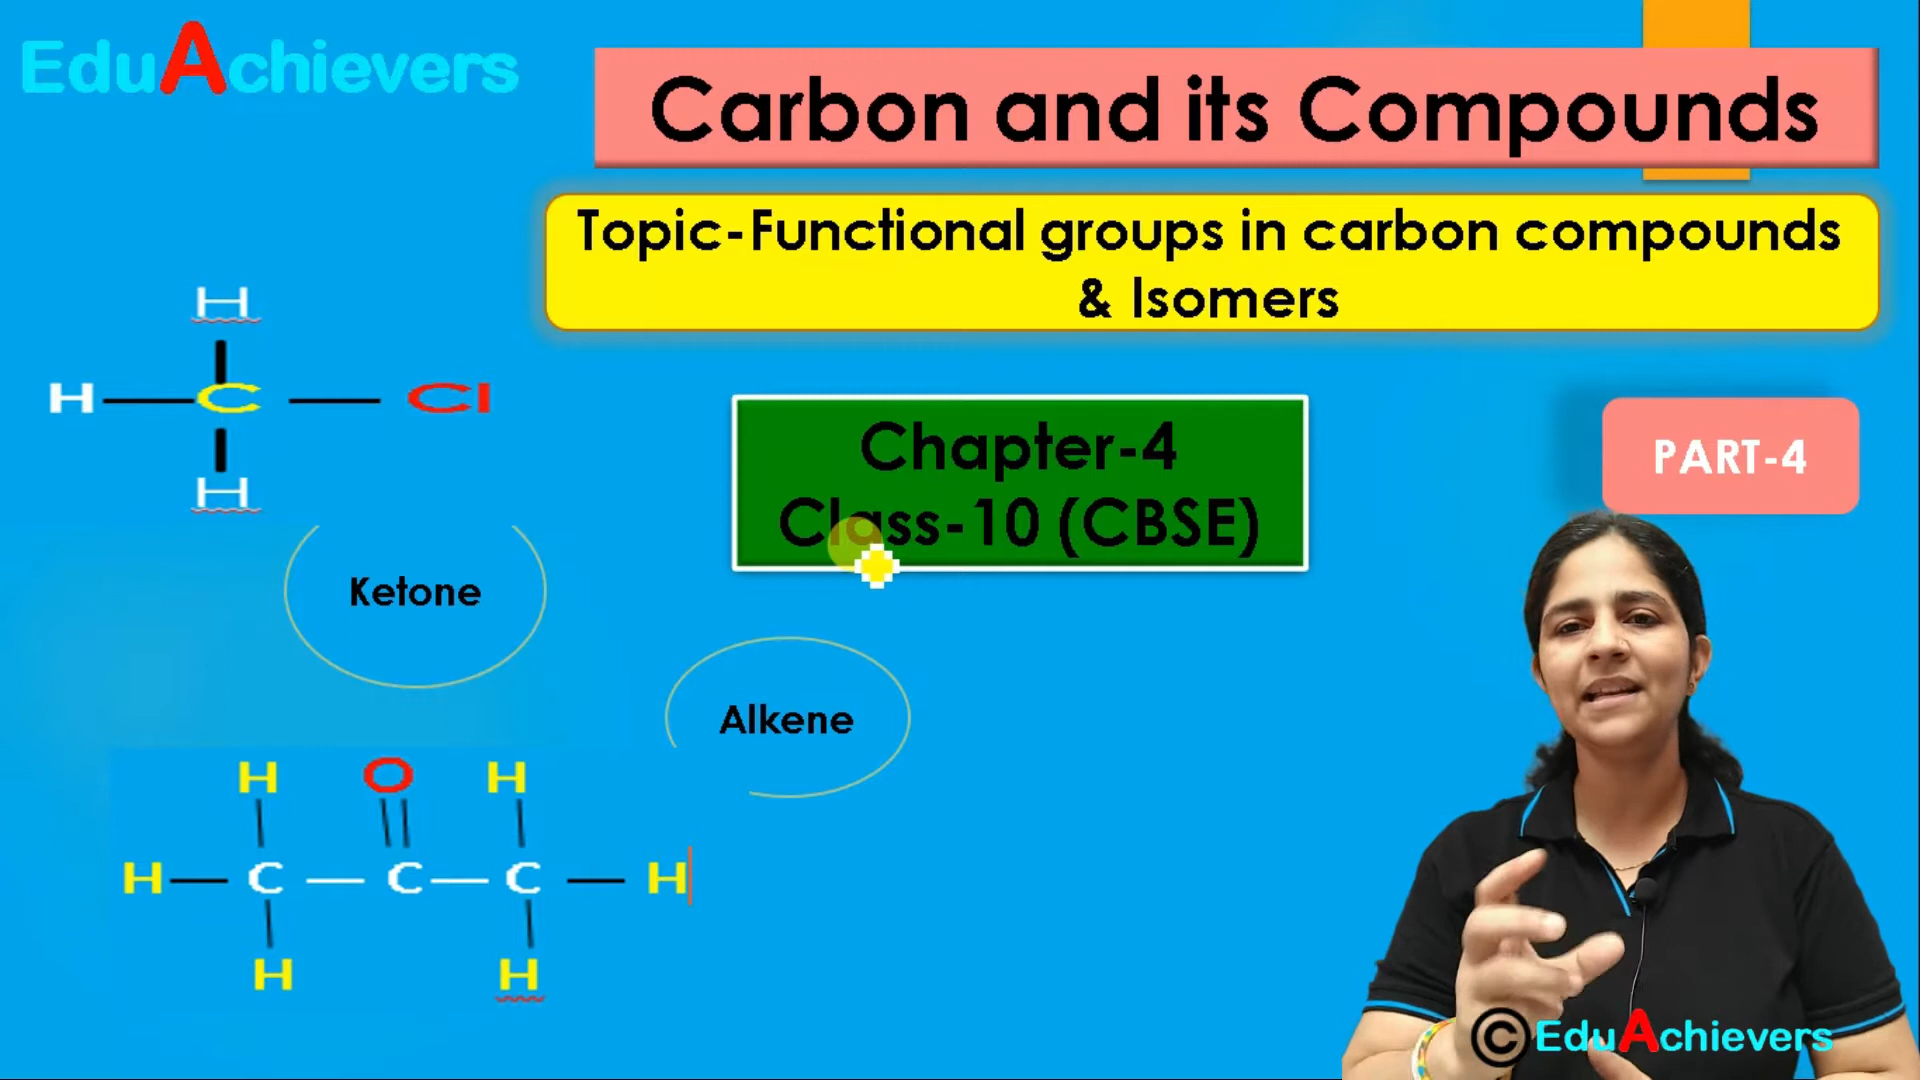 EduAchievers
Carbon and its Compounds
Topic-Functional groups in carbon compounds
& Isomers
Chapter-4
Class-10 (CBSE)
PART-4
H
H C Cl
H
Ketone
Alkene
H O H
H C C C H
H H
© EduAchievers